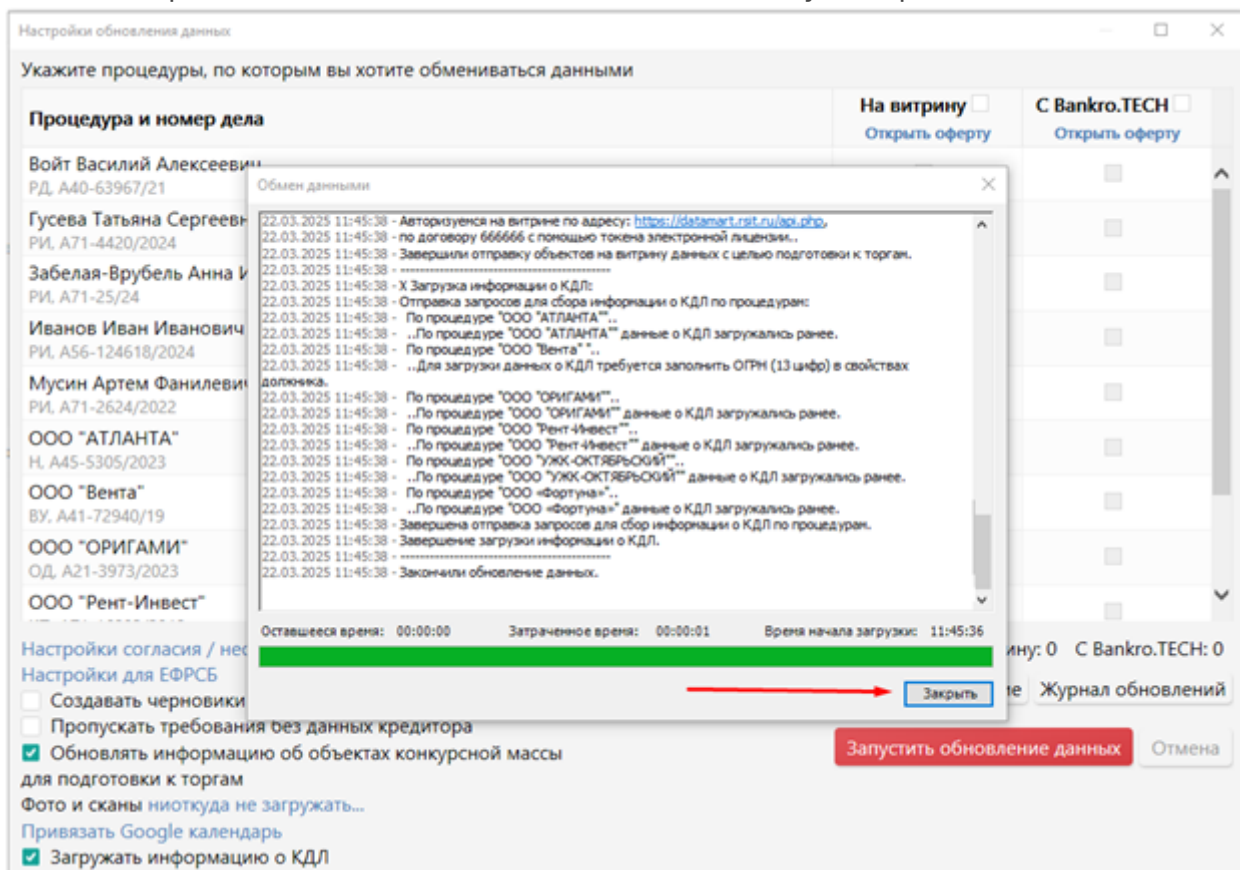 Настройки обновления данных
Укажите процедуры, по которым вы хотите обмениваться данными
Процедура и номер дела
На витрину
С Bankro.TECH
Открыть оферту
Открыть оферту
Войт Василий Алексеевич
РД, А40-63967/21
Гусева Татьяна Сергеевн
РИ, А71-4420/2024
Забелая-Врубель Анна И
РИ, А71-25/24
Иванов Иван Иванович
РИ, А56-124618/2024
Мусин Артем Фанилевич
РИ, А71-2624/2022
ООО "АТЛАНТА"
Н, А45-5305/2023
ООО "Вента"
ВУ, А41-72940/19
ООО "ОРИГАМИ"
ОД, А21-3973/2023
ООО "Рент-Инвест"
Обмен данными
22.03.2025 11:45:38 - Авторизуемся на витрине по адресу: https://datamart.rsit.ru/api.php,
22.03.2025 11:45:38 - по договору 666666 с помощью токена электронной лицензии..
22.03.2025 11:45:38 - Завершили отправку объектов на витрину данных с целью подготовки к торгам.
22.03.2025 11:45:38 - ----------------------------------------
22.03.2025 11:45:38 - X Загрузка информации о КДЛ:
22.03.2025 11:45:38 - Отправка запросов для сбора информации о КДЛ по процедурам:
22.03.2025 11:45:38 - По процедуре "ООО "АТЛАНТА""..
22.03.2025 11:45:38 - ..По процедуре "ООО "АТЛАНТА"" данные о КДЛ загружались ранее.
22.03.2025 11:45:38 - По процедуре "ООО "Вента" "..
22.03.2025 11:45:38 - ..Для загрузки данных о КДЛ требуется заполнить ОГРН (13 цифр) в свойствах
должника.
22.03.2025 11:45:38 - По процедуре "ООО "ОРИГАМИ""..
22.03.2025 11:45:38 - ..По процедуре "ООО "ОРИГАМИ"" данные о КДЛ загружались ранее.
22.03.2025 11:45:38 - По процедуре "ООО "Рент-Инвест""..
22.03.2025 11:45:38 - ..По процедуре "ООО "Рент-Инвест"" данные о КДЛ загружались ранее.
22.03.2025 11:45:38 - По процедуре "ООО "УЖК-ОКТЯБРЬСКИЙ""..
22.03.2025 11:45:38 - ..По процедуре "ООО "УЖК-ОКТЯБРЬСКИЙ"" данные о КДЛ загружались ранее.
22.03.2025 11:45:38 - По процедуре "ООО «Фортуна»"..
22.03.2025 11:45:38 - ..По процедуре "ООО «Фортуна»" данные о КДЛ загружались ранее.
22.03.2025 11:45:38 - Завершена отправка запросов для сбор информации о КДЛ по процедурам.
22.03.2025 11:45:38 - Завершение загрузки информации о КДЛ.
22.03.2025 11:45:38 - ----------------------------------------
22.03.2025 11:45:38 - Закончили обновление данных.
Оставшееся время: 00:00:00 Затраченное время: 00:00:01 Время начала загрузки: 11:45:36
Закрыть
Настройки согласия / нес
ину: 0 С Bankro.TECH: 0
Настройки для ЕФРСБ
Создавать черновики
ие Журнал обновлений
Пропускать требования без данных кредитора
Обновлять информацию об объектах конкурсной массы
для подготовки к торгам
Запустить обновление данных Отмена
Фото и сканы ниоткуда не загружать...
Привязать Google календарь
Загружать информацию о КДЛ